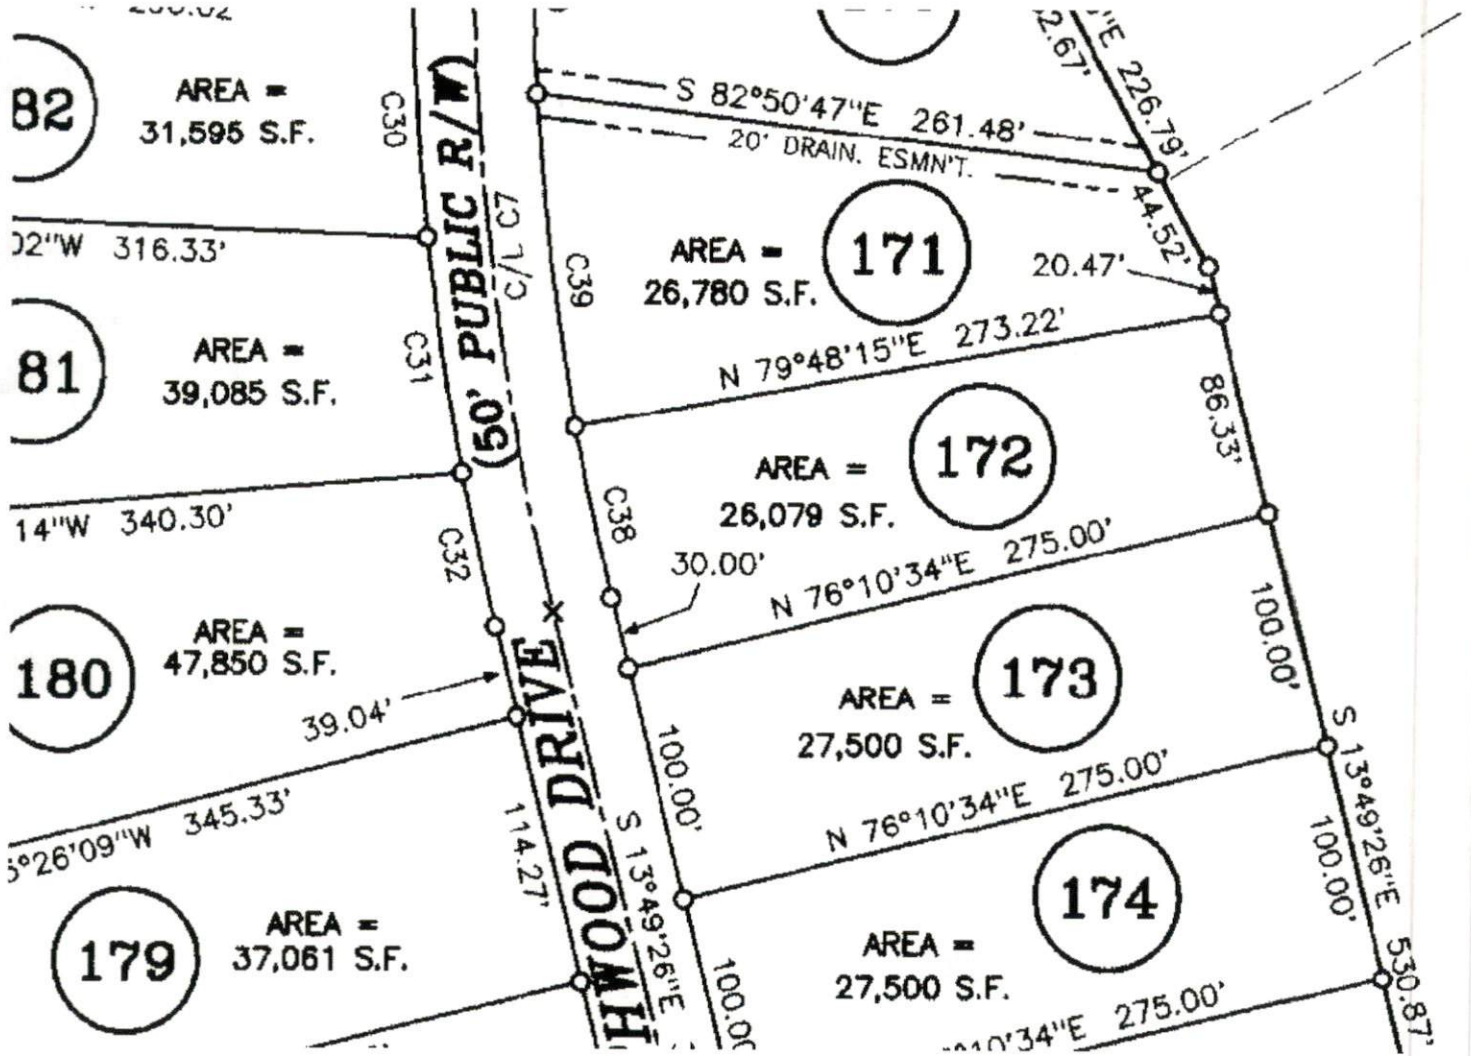 82
AREA =
31,595 S.F.
C30
02"W 316.33'
81
AREA =
39,085 S.F.
C31
14"W 340.30'
C32
180
AREA =
47,850 S.F.
39.04'
6°26'09"W 345.33'
114.27'
179
AREA =
37,061 S.F.
(50' PUBLIC R/W)
C/L C7
HWOOD DRIVE
S 13°49'26"E
2.67'
"E 226.79'
S 82°50'47"E 261.48'
20' DRAIN. ESMN'T.
44.52'
171
AREA =
26,780 S.F.
20.47'
C39
N 79°48'15"E 273.22'
86.33'
172
AREA =
26,079 S.F.
C38
30.00'
N 76°10'34"E 275.00'
100.00'
173
AREA =
27,500 S.F.
100.00'
N 76°10'34"E 275.00'
S 13°49'26"E 530.87'
100.00'
174
AREA =
27,500 S.F.
100.00
10'34"E 275.00'